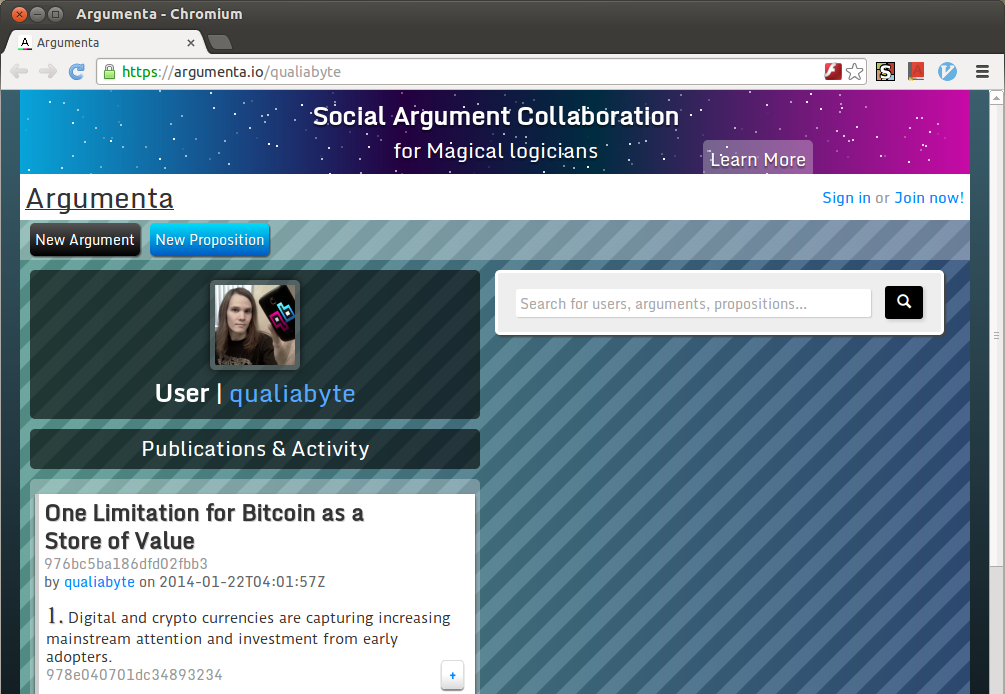 Argumenta - Chromium
Argumenta
https://argumenta.io/qualiabyte
Social Argument Collaboration
for Magical logicians
Learn More
Argumenta
Sign in or Join now!
New Argument
New Proposition
Search for users, arguments, propositions...
User | qualiabyte
Publications & Activity
One Limitation for Bitcoin as a
Store of Value
976bc5ba186dfd02fbb3
by qualiabyte on 2014-01-22T04:01:57Z
1. Digital and crypto currencies are capturing increasing
mainstream attention and investment from early
adopters.
978e040701dc34893234
+